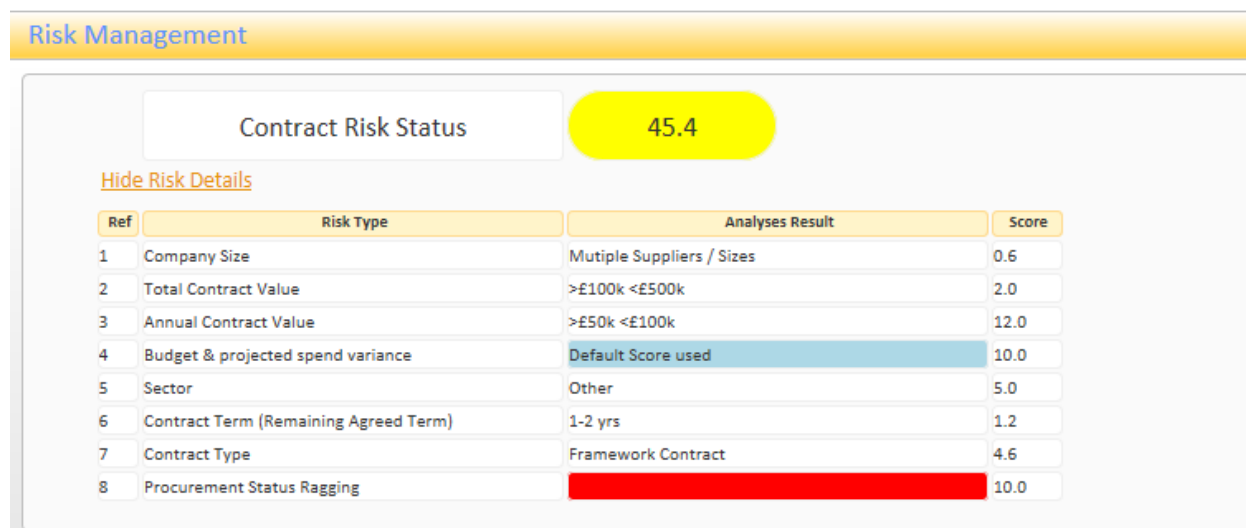 Risk Management
Contract Risk Status 45.4
Hide Risk Details
Ref Risk Type Analyses Result Score
1 Company Size Mutiple Suppliers / Sizes 0.6
2 Total Contract Value >£100k <£500k 2.0
3 Annual Contract Value >£50k <£100k 12.0
4 Budget & projected spend variance Default Score used 10.0
5 Sector Other 5.0
6 Contract Term (Remaining Agreed Term) 1-2 yrs 1.2
7 Contract Type Framework Contract 4.6
8 Procurement Status Ragging 10.0